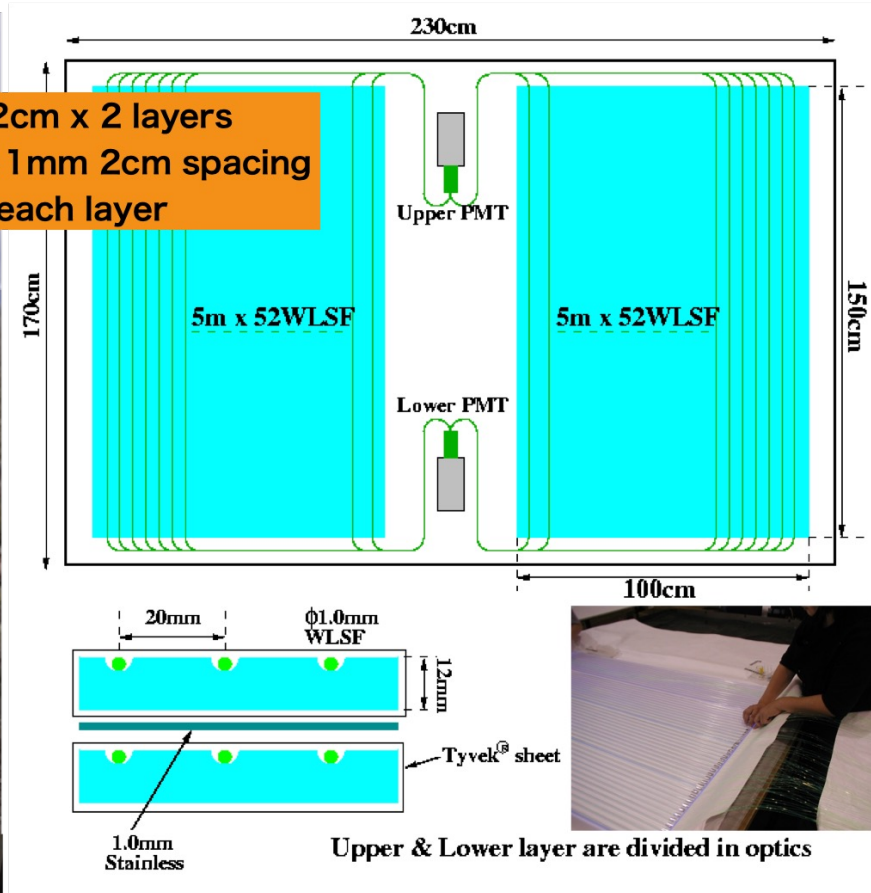 230cm
2cm x 2 layers
1mm 2cm spacing
each layer
Upper PMT
170cm
150cm
5m x 52WLSF
5m x 52WLSF
Lower PMT
100cm
20mm
ϕ1.0mm
WLSF
12mm
Tyvek® sheet
1.0mm
Stainless
Upper & Lower layer are divided in optics